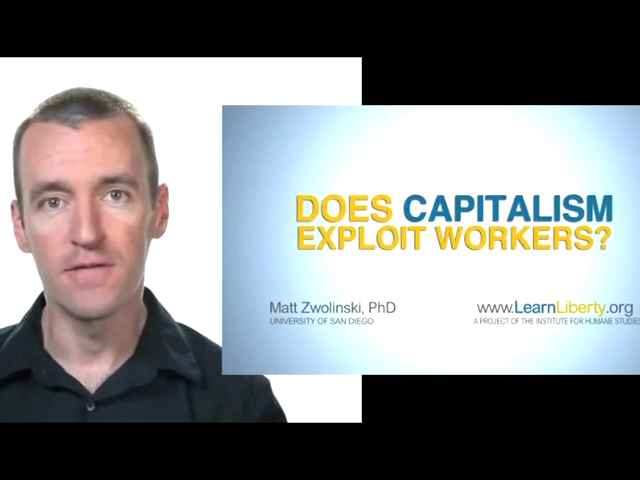 DOES CAPITALISM
EXPLOIT WORKERS?
Matt Zwolinski, PhD
UNIVERSITY OF SAN DIEGO
www.LearnLiberty.org
A PROJECT OF THE INSTITUTE FOR HUMANE STUDIES